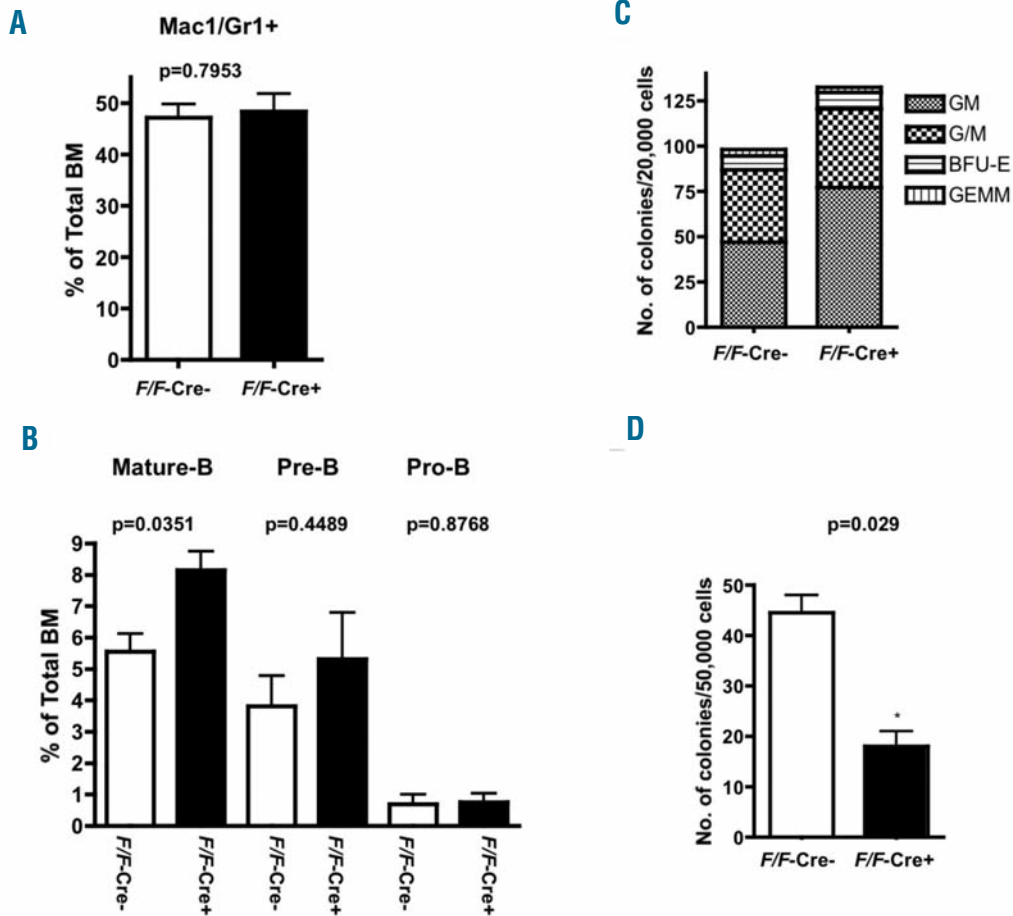 A
Mac1/Gr1+
p=0.7953
% of Total BM
50
40
30
20
10
0
F/F-Cre- F/F-Cre+
B
Mature-B Pre-B Pro-B
p=0.0351 p=0.4489 p=0.8768
% of Total BM
9
8
7
6
5
4
3
2
1
0
F/F-Cre- F/F-Cre+ F/F-Cre- F/F-Cre+ F/F-Cre- F/F-Cre+
C
No. of colonies/20,000 cells
125
100
75
50
25
0
F/F-Cre- F/F-Cre+
GM
G/M
BFU-E
GEMM
D
p=0.029
No. of colonies/50,000 cells
50
40
30
20
10
0
*
F/F-Cre- F/F-Cre+